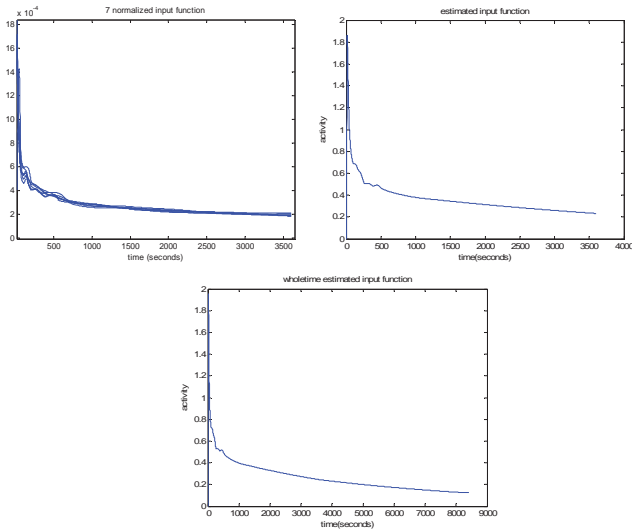 7 normalized input function
x 10⁻⁴
18
16
14
12
10
8
6
4
2
0
500 1000 1500 2000 2500 3000 3500
time (seconds)
estimated input function
activity
2
1.8
1.6
1.4
1.2
1
0.8
0.6
0.4
0.2
0
0 500 1000 1500 2000 2500 3000 3500 4000
time(seconds)
wholetime estimated input function
activity
2
1.8
1.6
1.4
1.2
1
0.8
0.6
0.4
0.2
0
0 1000 2000 3000 4000 5000 6000 7000 8000 9000
time(seconds)